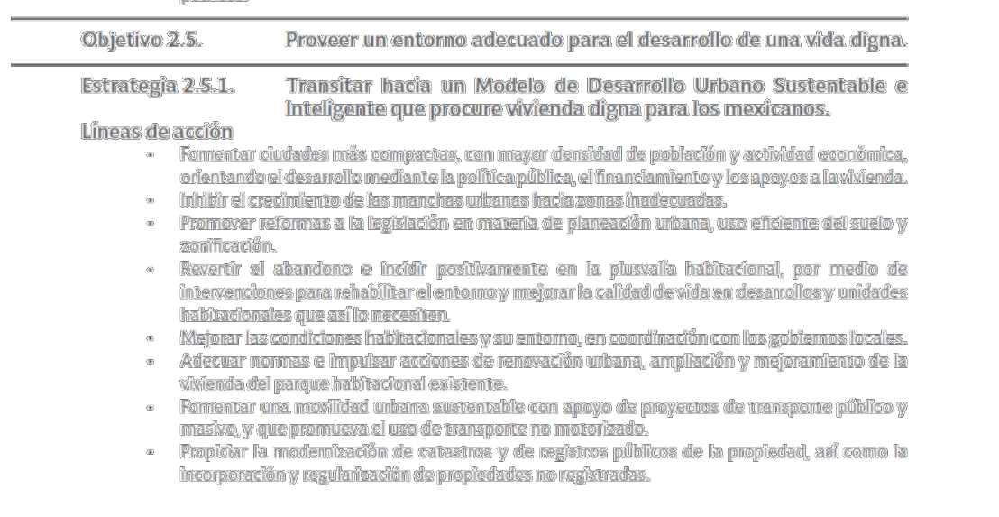 Objetivo 2.5. Proveer un entorno adecuado para el desarrollo de una vida digna.
Estrategia 2.5.1. Transitar hacia un Modelo de Desarrollo Urbano Sustentable e
Inteligente que procure vivienda digna para los mexicanos.
Líneas de acción
• Fomentar ciudades más compactas, con mayor densidad de población y actividad económica,
orientando el desarrollo mediante la política pública, el financiamiento y los apoyos a la vivienda.
• Inhibir el crecimiento de las manchas urbanas hacia zonas inadecuadas.
• Promover reformas a la legislación en materia de planeación urbana, uso eficiente del suelo y
zonificación.
• Revertir el abandono e incidir positivamente en la plusvalía habitacional, por medio de
intervenciones para rehabilitar el entorno y mejorar la calidad de vida en desarrollos y unidades
habitacionales que así lo necesiten.
• Mejorar las condiciones habitacionales y su entorno, en coordinación con los gobiernos locales.
• Adecuar normas e impulsar acciones de renovación urbana, ampliación y mejoramiento de la
vivienda del parque habitacional existente.
• Fomentar una movilidad urbana sustentable con apoyo de proyectos de transporte público y
masivo, y que promueva el uso de transporte no motorizado.
• Propiciar la modernización de catastros y de registros públicos de la propiedad, así como la
incorporación y regularización de propiedades no registradas.